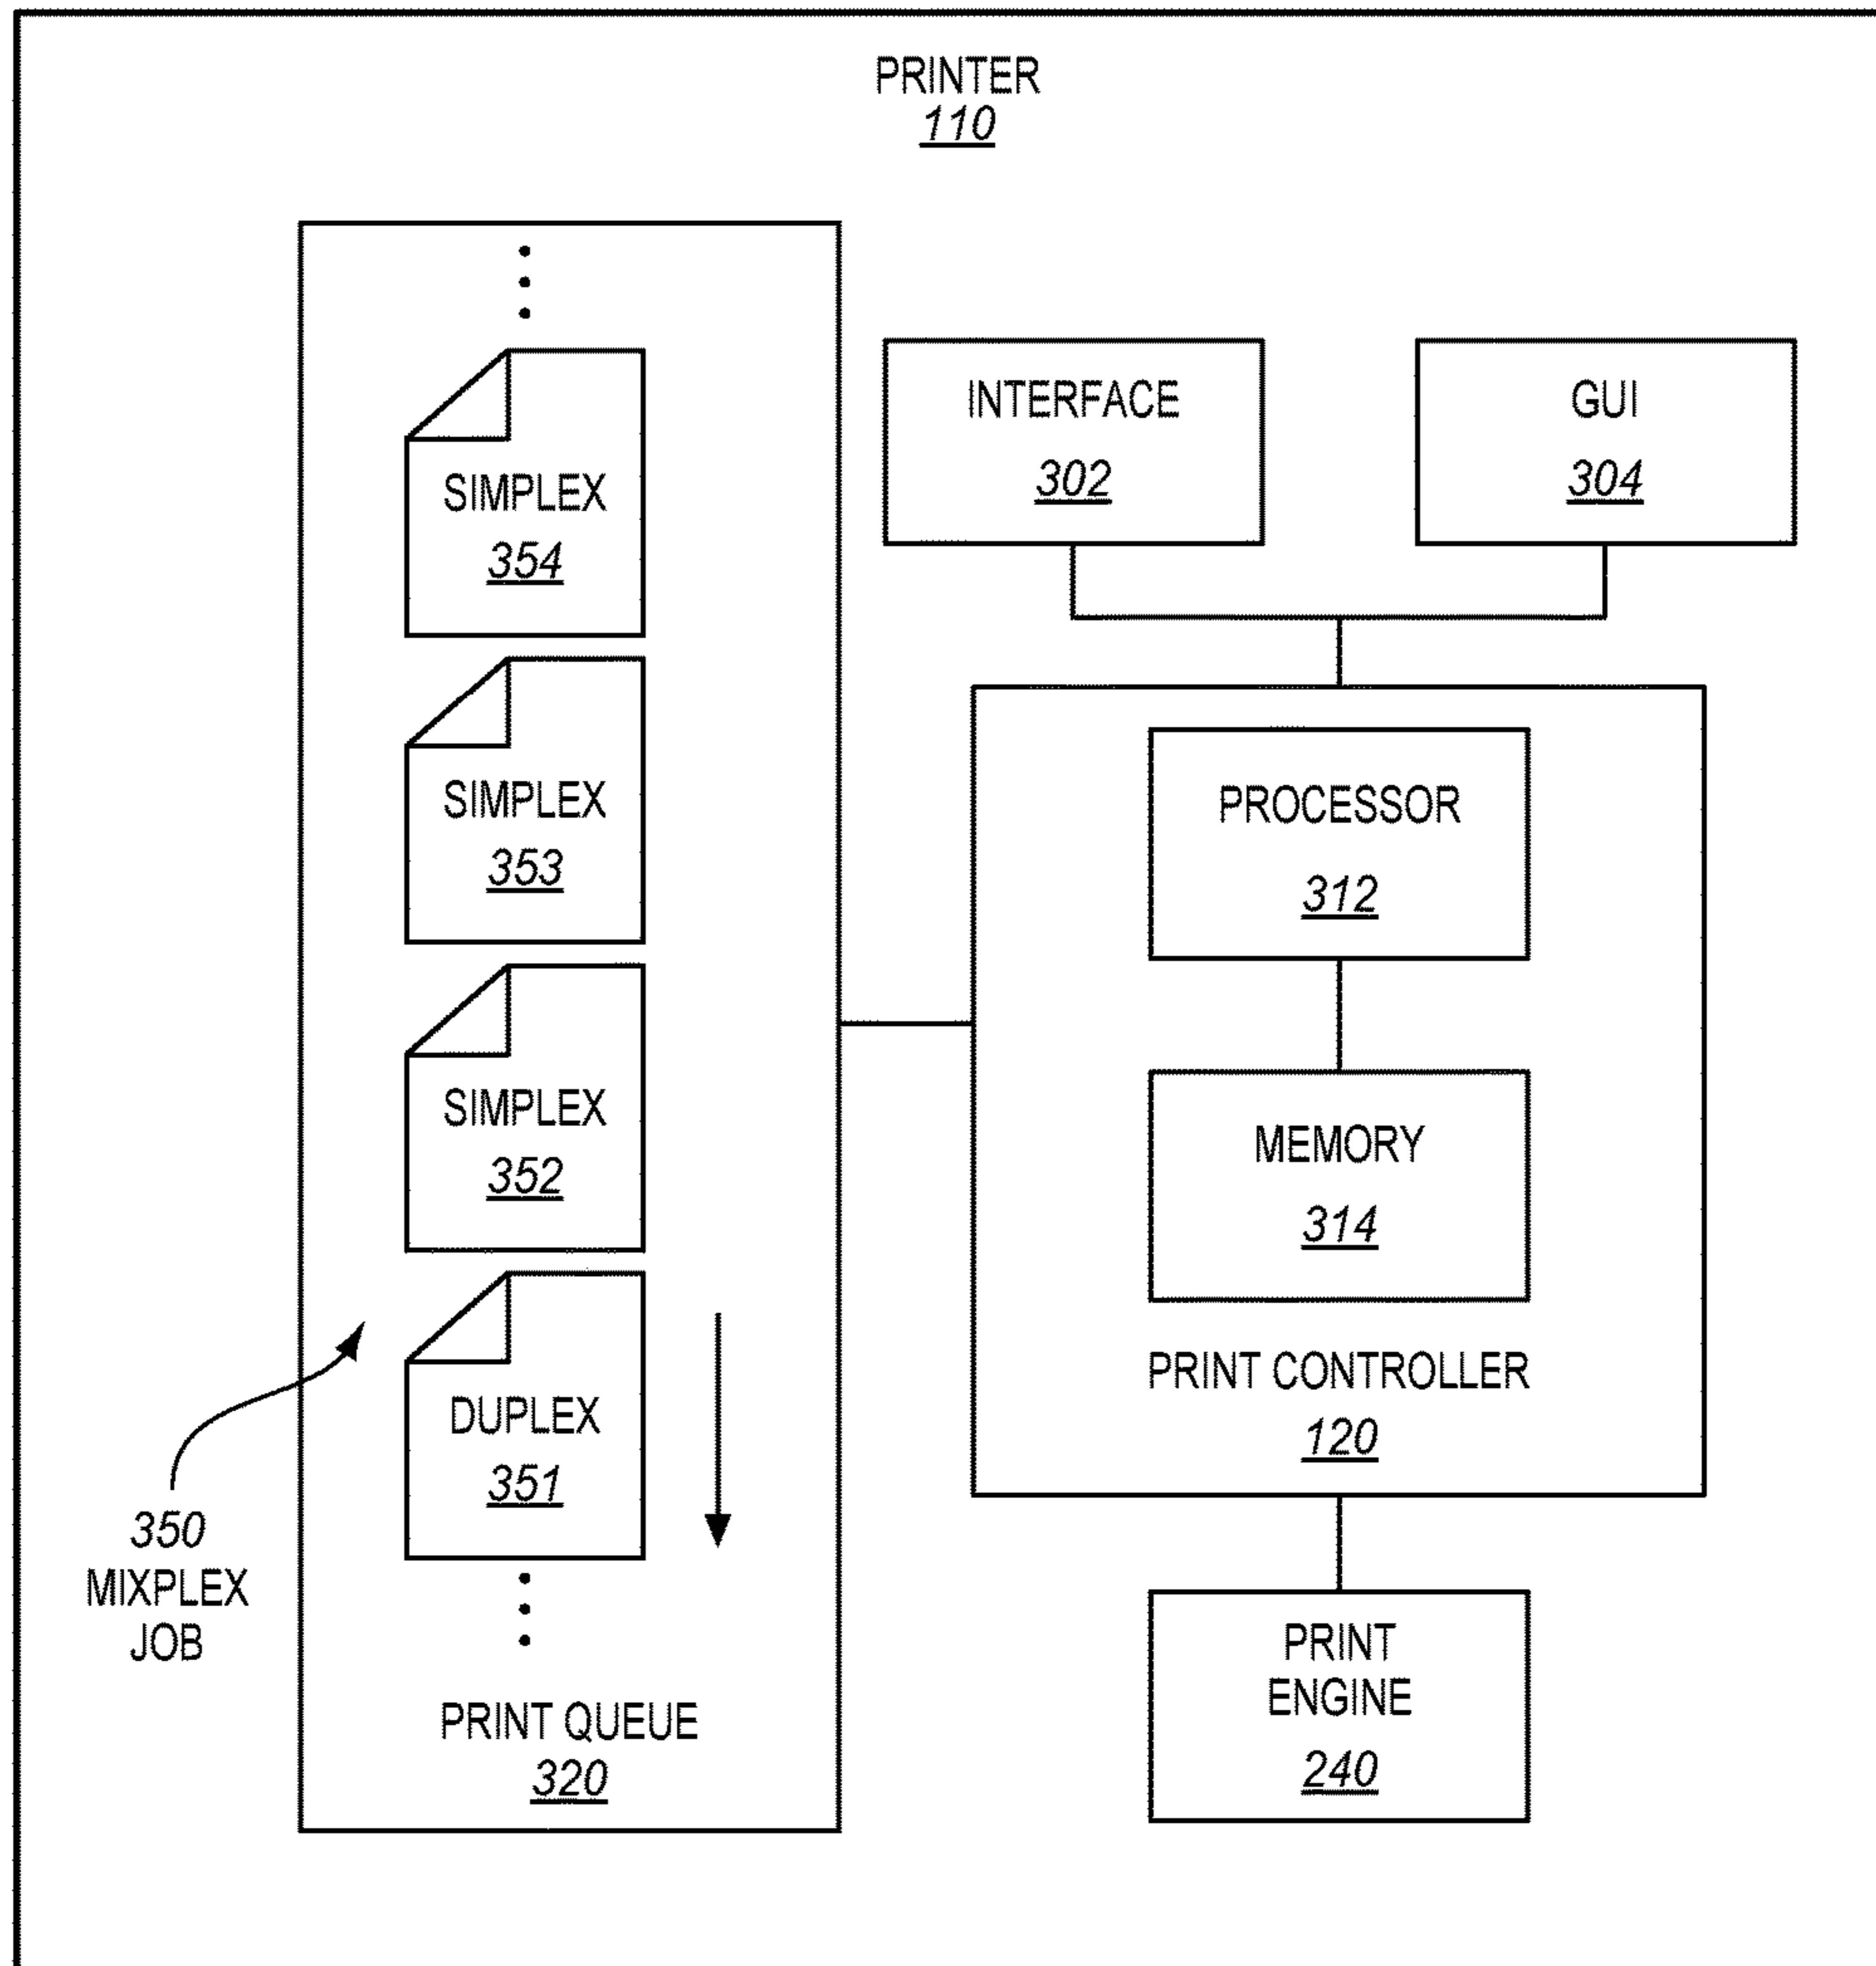 PRINTER
110
SIMPLEX
354
SIMPLEX
353
SIMPLEX
352
DUPLEX
351
350
MIXPLEX
JOB
PRINT QUEUE
320
INTERFACE
302
GUI
304
PROCESSOR
312
MEMORY
314
PRINT CONTROLLER
120
PRINT
ENGINE
240